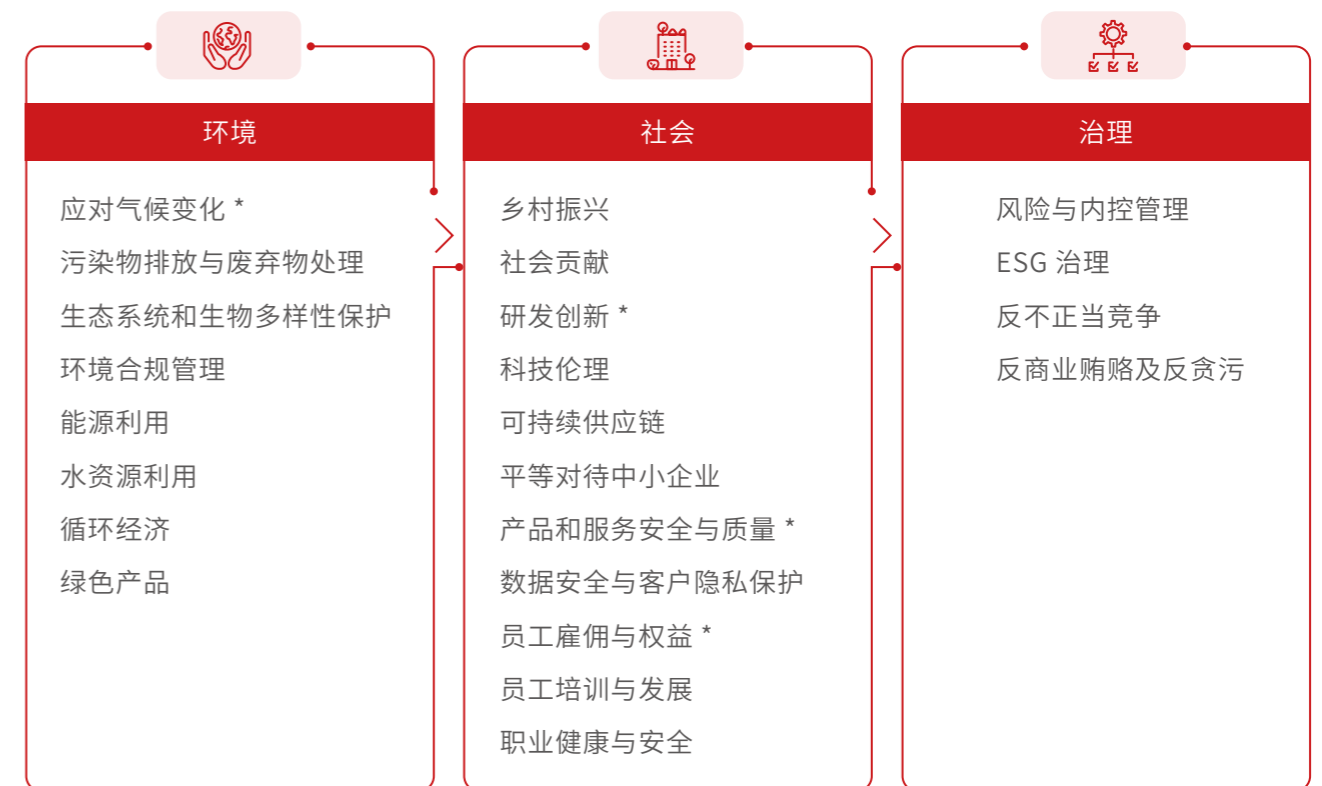 环境
应对气候变化 *
污染物排放与废弃物处理
生态系统和生物多样性保护
环境合规管理
能源利用
水资源利用
循环经济
绿色产品
社会
乡村振兴
社会贡献
研发创新 *
科技伦理
可持续供应链
平等对待中小企业
产品和服务安全与质量 *
数据安全与客户隐私保护
员工雇佣与权益 *
员工培训与发展
职业健康与安全
治理
风险与内控管理
ESG 治理
反不正当竞争
反商业贿赂及反贪污